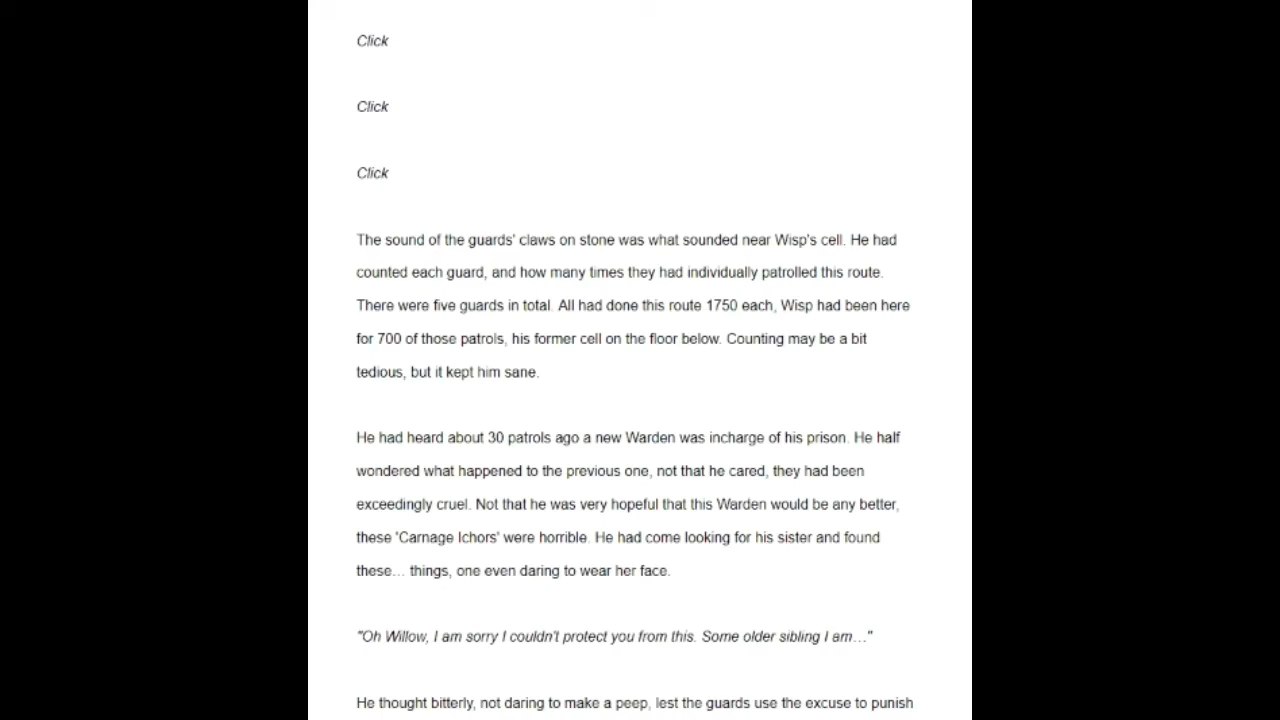 Click
Click
Click
The sound of the guards' claws on stone was what sounded near Wisp's cell. He had
counted each guard, and how many times they had individually patrolled this route.
There were five guards in total. All had done this route 1750 each, Wisp had been here
for 700 of those patrols, his former cell on the floor below. Counting may be a bit
tedious, but it kept him sane.
He had heard about 30 patrols ago a new Warden was incharge of his prison. He half
wondered what happened to the previous one, not that he cared, they had been
exceedingly cruel. Not that he was very hopeful that this Warden would be any better,
these 'Carnage Ichors' were horrible. He had come looking for his sister and found
these... things, one even daring to wear her face.
"Oh Willow, I am sorry I couldn't protect you from this. Some older sibling I am..."
He thought bitterly, not daring to make a peep, lest the guards use the excuse to punish